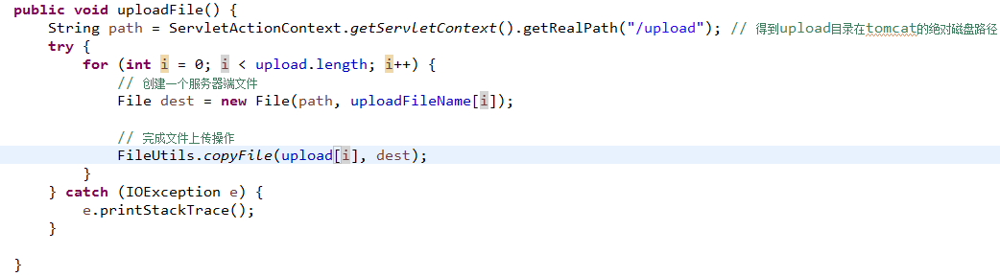 public void uploadFile() {
    String path = ServletActionContext.getServletContext().getRealPath("/upload"); // 得到upload目录在tomcat的绝对磁盘路径
    try {
        for (int i = 0; i < upload.length; i++) {
            // 创建一个服务器端文件
            File dest = new File(path, uploadFileName[i]);
            // 完成文件上传操作
            FileUtils.copyFile(upload[i], dest);
        }
    } catch (IOException e) {
        e.printStackTrace();
    }
}